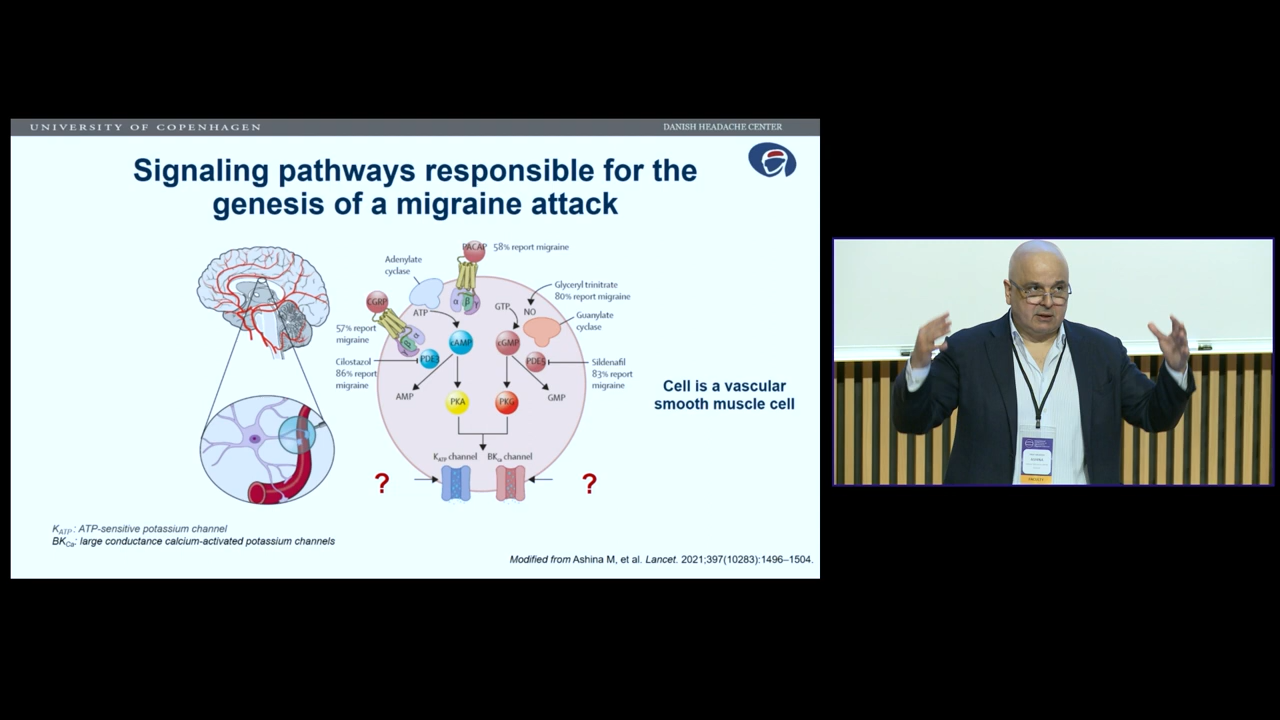 UNIVERSITY OF COPENHAGEN
DANISH HEADACHE CENTER
Signaling pathways responsible for the
genesis of a migraine attack
PACAP
58% report migraine
Adenylate
cyclase
α β γ
Glyceryl trinitrate
80% report migraine
CGRP
ATP
GTP
NO
Guanylate
cyclase
57% report
migraine
α
β
cAMP
cGMP
PDE3
PDE5
Cilostazol
86% report
migraine
Sildenafil
83% report
migraine
AMP
GMP
PKA
PKG
Cell is a vascular
smooth muscle cell
KATP channel
BKCa channel
?
?
KATP: ATP-sensitive potassium channel
BKCa: large conductance calcium-activated potassium channels
Modified from Ashina M, et al. Lancet. 2021;397(10283):1496–1504.